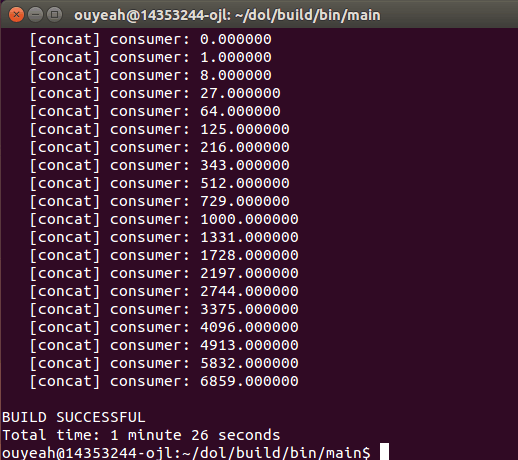 ouyeah@14353244-ojl: ~/dol/build/bin/main
[concat] consumer: 0.000000
[concat] consumer: 1.000000
[concat] consumer: 8.000000
[concat] consumer: 27.000000
[concat] consumer: 64.000000
[concat] consumer: 125.000000
[concat] consumer: 216.000000
[concat] consumer: 343.000000
[concat] consumer: 512.000000
[concat] consumer: 729.000000
[concat] consumer: 1000.000000
[concat] consumer: 1331.000000
[concat] consumer: 1728.000000
[concat] consumer: 2197.000000
[concat] consumer: 2744.000000
[concat] consumer: 3375.000000
[concat] consumer: 4096.000000
[concat] consumer: 4913.000000
[concat] consumer: 5832.000000
[concat] consumer: 6859.000000
BUILD SUCCESSFUL
Total time: 1 minute 26 seconds
ouyeah@14353244-ojl:~/dol/build/bin/main$